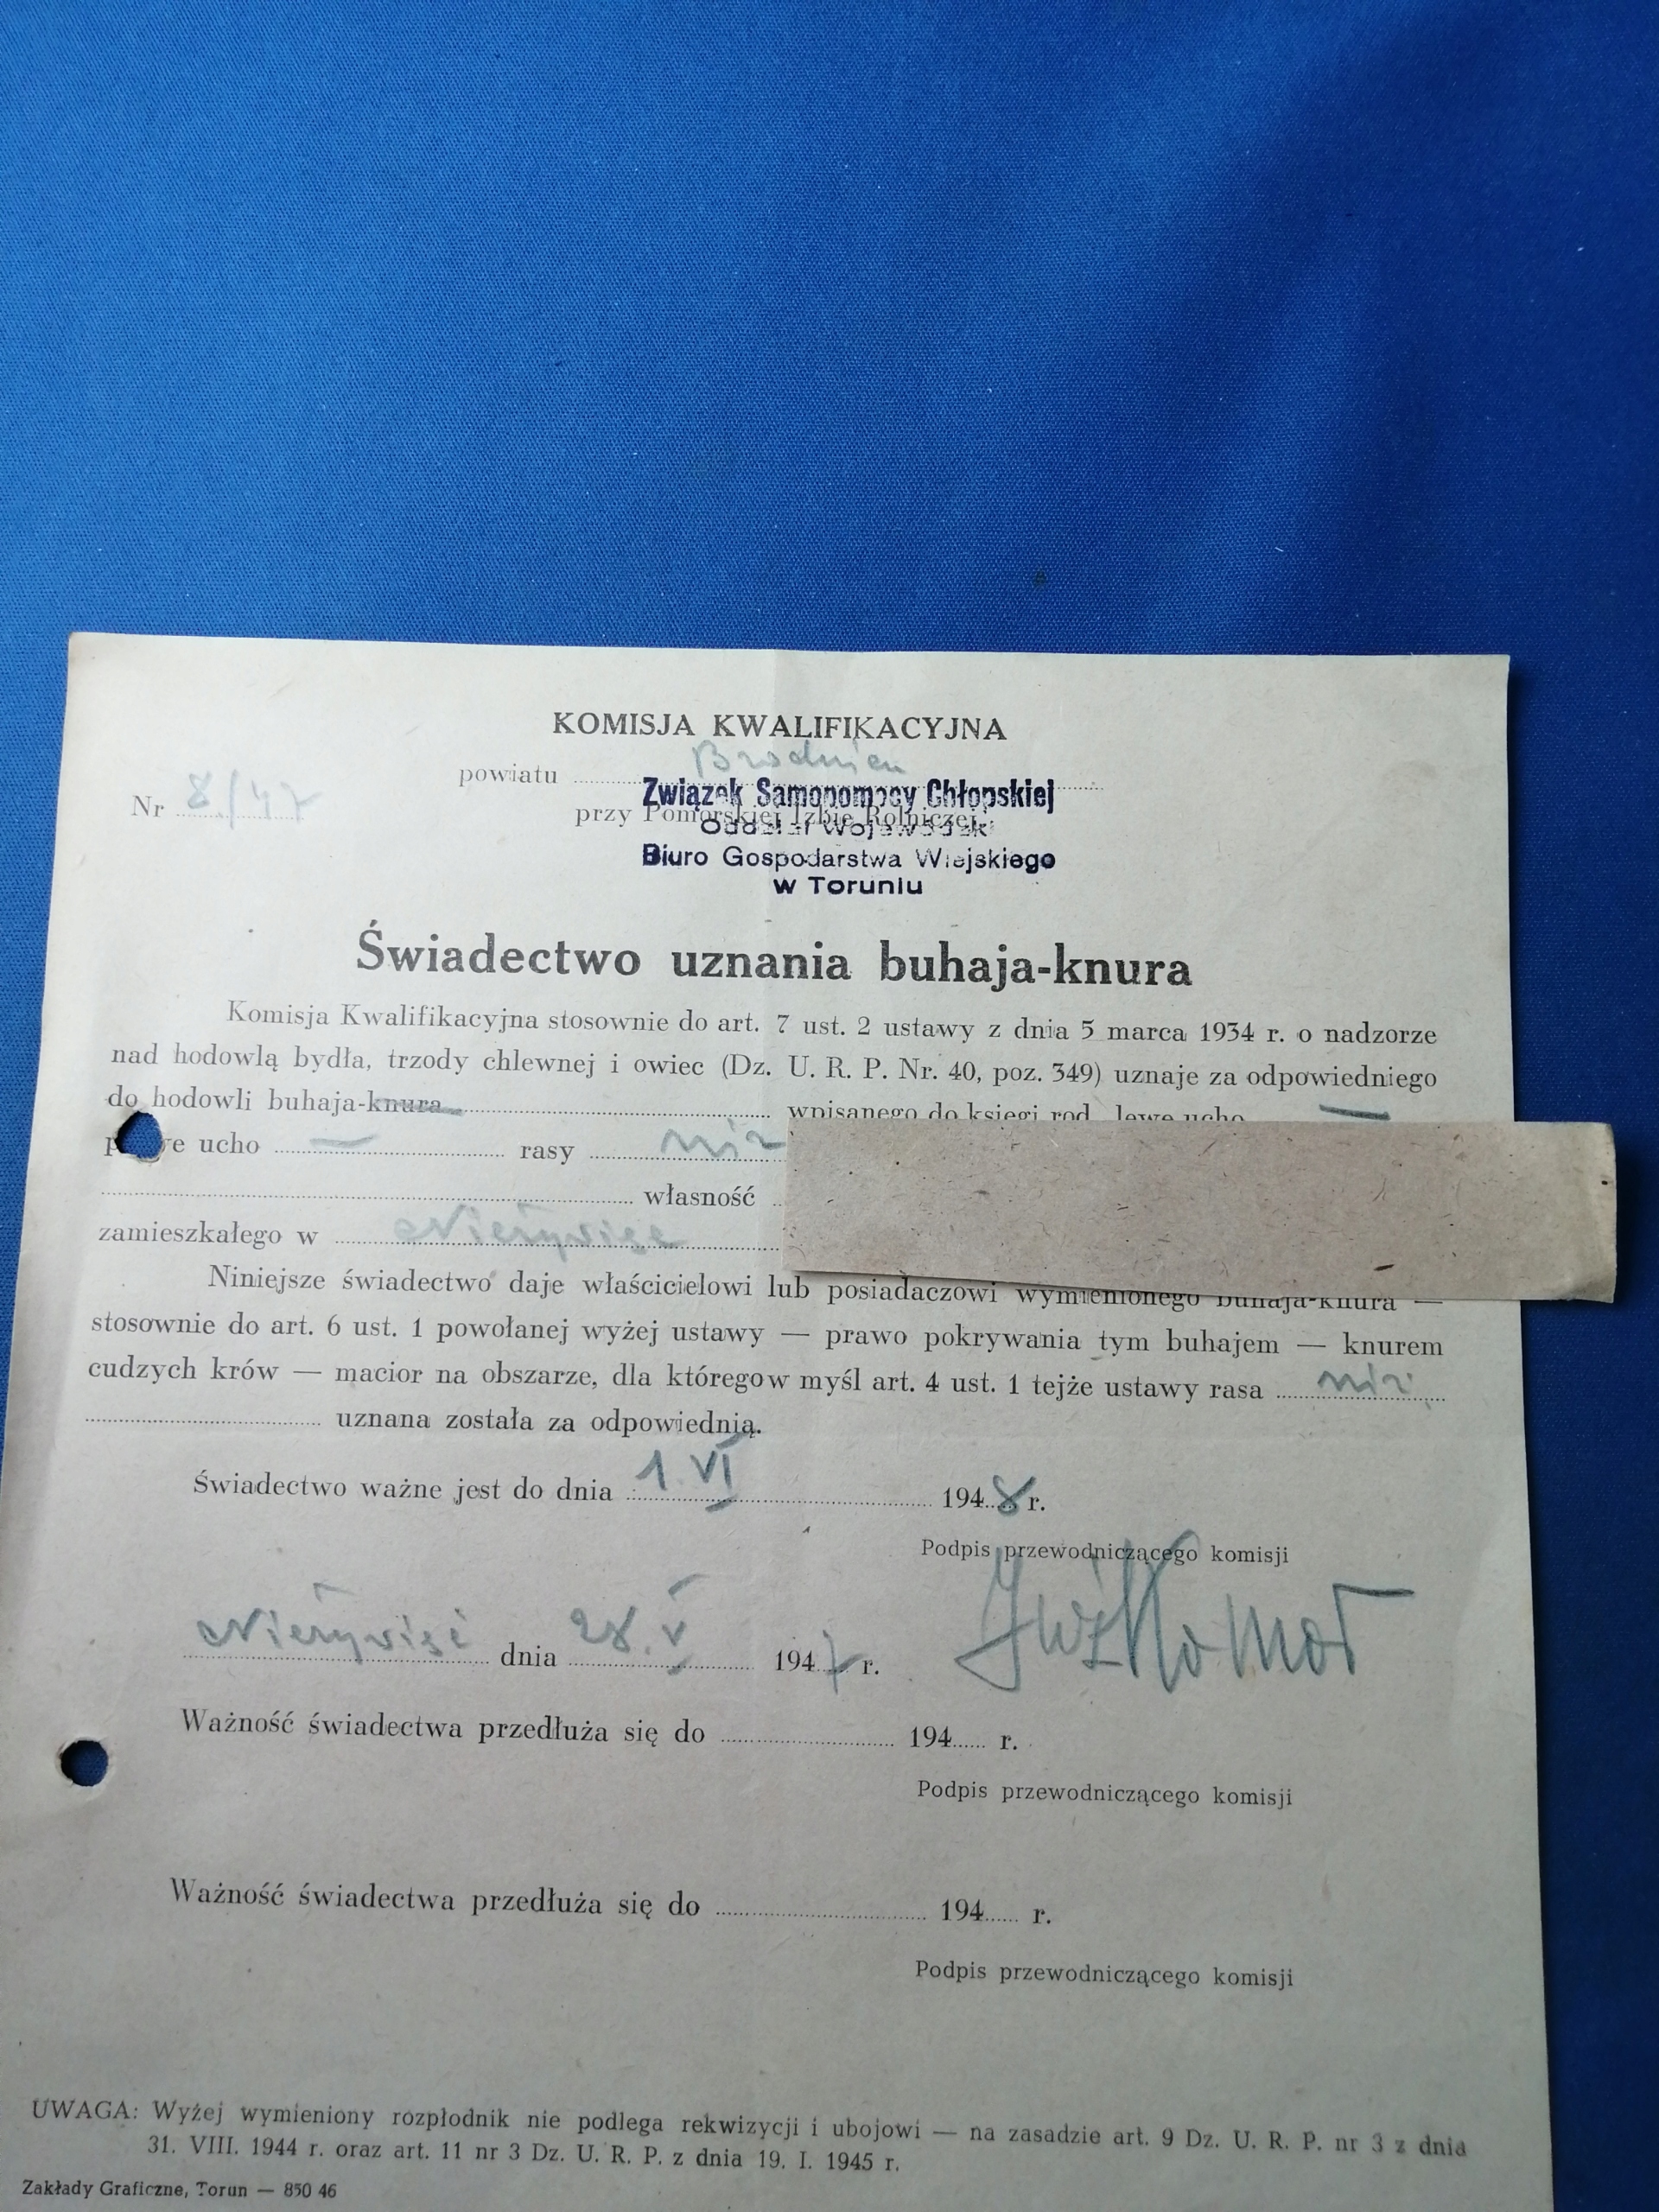 KOMISJA KWALIFIKACYJNA
powiatu Brodnica
Nr 8/47
Związek Samopomocy Chłopskiej
przy Pomorskiej Izbie Rolniczej
Oddział Wojewódzki
Biuro Gospodarstwa Wiejskiego
w Toruniu
Świadectwo uznania buhaja-knura
Komisja Kwalifikacyjna stosownie do art. 7 ust. 2 ustawy z dnia 5 marca 1934 r. o nadzorze
nad hodowlą bydła, trzody chlewnej i owiec (Dz. U. R. P. Nr. 40, poz. 349) uznaje za odpowiedniego
do hodowli buhaja-knura wpisanego do księgi rod. lewe ucho —
ucho — rasy
własność
zamieszkałego w
Niniejsze świadectwo daje właścicielowi lub posiadaczowi wymienionego buhaja-knura —
stosownie do art. 6 ust. 1 powołanej wyżej ustawy — prawo pokrywania tym buhajem — knurem
cudzych krów — macior na obszarze, dla któregow myśl art. 4 ust. 1 tejże ustawy rasa
uznana została za odpowiednią.
Świadectwo ważne jest do dnia 1 VI 1948 r.
Podpis przewodniczącego komisji
dnia 28. V 1947 r.
Ważność świadectwa przedłuża się do 194 r.
Podpis przewodniczącego komisji
Ważność świadectwa przedłuża się do 194 r.
Podpis przewodniczącego komisji
UWAGA: Wyżej wymieniony rozpłodnik nie podlega rekwizycji i ubojowi — na zasadzie art. 9 Dz. U. R. P. nr 3 z dnia
31. VIII. 1944 r. oraz art. 11 nr 3 Dz. U. R. P. z dnia 19. I. 1945 r.
Zakłady Graficzne, Torun — 850 46